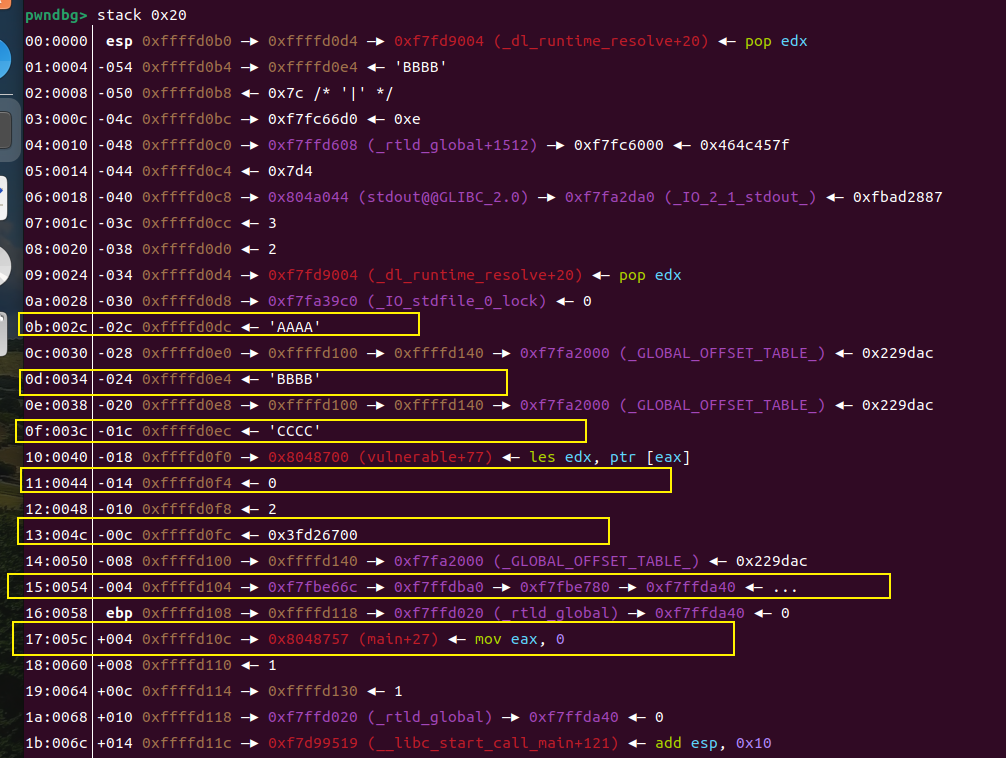 pwndbg> stack 0x20
00:0000│ esp 0xffffd0b0 —▸ 0xffffd0d4 —▸ 0xf7fd9004 (_dl_runtime_resolve+20) ◂— pop edx
01:0004│-054 0xffffd0b4 —▸ 0xffffd0e4 ◂— 'BBBB'
02:0008│-050 0xffffd0b8 ◂— 0x7c /* '|' */
03:000c│-04c 0xffffd0bc —▸ 0xf7fc66d0 ◂— 0xe
04:0010│-048 0xffffd0c0 —▸ 0xf7ffd608 (_rtld_global+1512) —▸ 0xf7fc6000 ◂— 0x464c457f
05:0014│-044 0xffffd0c4 ◂— 0x7d4
06:0018│-040 0xffffd0c8 —▸ 0x804a044 (stdout@@GLIBC_2.0) —▸ 0xf7fa2da0 (_IO_2_1_stdout_) ◂— 0xfbad2887
07:001c│-03c 0xffffd0cc ◂— 3
08:0020│-038 0xffffd0d0 ◂— 2
09:0024│-034 0xffffd0d4 —▸ 0xf7fd9004 (_dl_runtime_resolve+20) ◂— pop edx
0a:0028│-030 0xffffd0d8 —▸ 0xf7fa39c0 (_IO_stdfile_0_lock) ◂— 0
0b:002c│-02c 0xffffd0dc ◂— 'AAAA'
0c:0030│-028 0xffffd0e0 —▸ 0xffffd100 —▸ 0xffffd140 —▸ 0xf7fa2000 (_GLOBAL_OFFSET_TABLE_) ◂— 0x229dac
0d:0034│-024 0xffffd0e4 ◂— 'BBBB'
0e:0038│-020 0xffffd0e8 —▸ 0xffffd100 —▸ 0xffffd140 —▸ 0xf7fa2000 (_GLOBAL_OFFSET_TABLE_) ◂— 0x229dac
0f:003c│-01c 0xffffd0ec ◂— 'CCCC'
10:0040│-018 0xffffd0f0 —▸ 0x8048700 (vulnerable+77) ◂— les edx, ptr [eax]
11:0044│-014 0xffffd0f4 ◂— 0
12:0048│-010 0xffffd0f8 ◂— 2
13:004c│-00c 0xffffd0fc ◂— 0x3fd26700
14:0050│-008 0xffffd100 —▸ 0xffffd140 —▸ 0xf7fa2000 (_GLOBAL_OFFSET_TABLE_) ◂— 0x229dac
15:0054│-004 0xffffd104 —▸ 0xf7fbe66c —▸ 0xf7ffdba0 —▸ 0xf7fbe780 —▸ 0xf7ffda40 ◂— ...
16:0058│ ebp 0xffffd108 —▸ 0xffffd118 —▸ 0xf7ffd020 (_rtld_global) —▸ 0xf7ffda40 ◂— 0
17:005c│+004 0xffffd10c —▸ 0x8048757 (main+27) ◂— mov eax, 0
18:0060│+008 0xffffd110 ◂— 1
19:0064│+00c 0xffffd114 —▸ 0xffffd130 ◂— 1
1a:0068│+010 0xffffd118 —▸ 0xf7ffd020 (_rtld_global) —▸ 0xf7ffda40 ◂— 0
1b:006c│+014 0xffffd11c —▸ 0xf7d99519 (__libc_start_call_main+121) ◂— add esp, 0x10